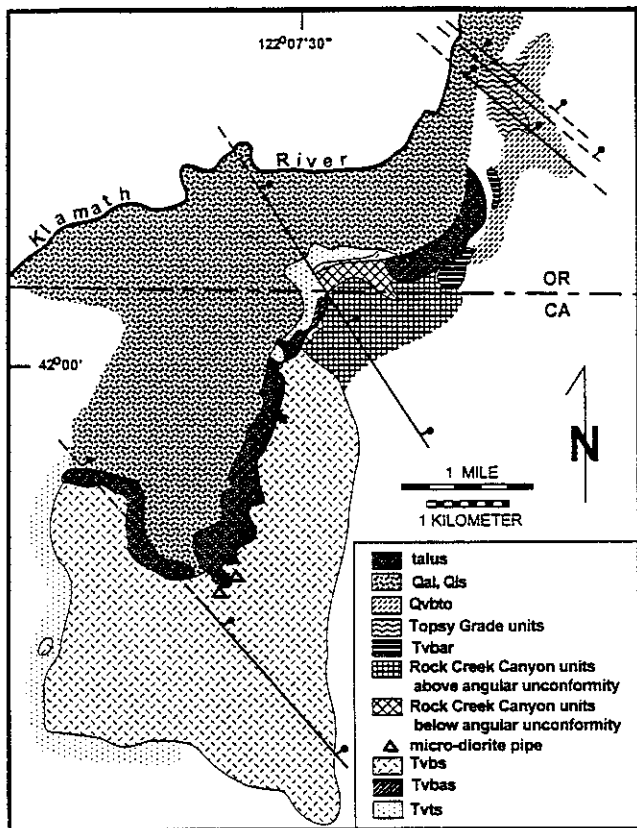 122°07'30"
Klamath
River
OR
CA
42°00'
N
1 MILE
1 KILOMETER
talus
Qal, Qls
Qvbto
Topsy Grade units
Tvbar
Rock Creek Canyon units
above angular unconformity
Rock Creek Canyon units
below angular unconformity
micro-diorite pipe
Tvbs
Tvbas
Tvts